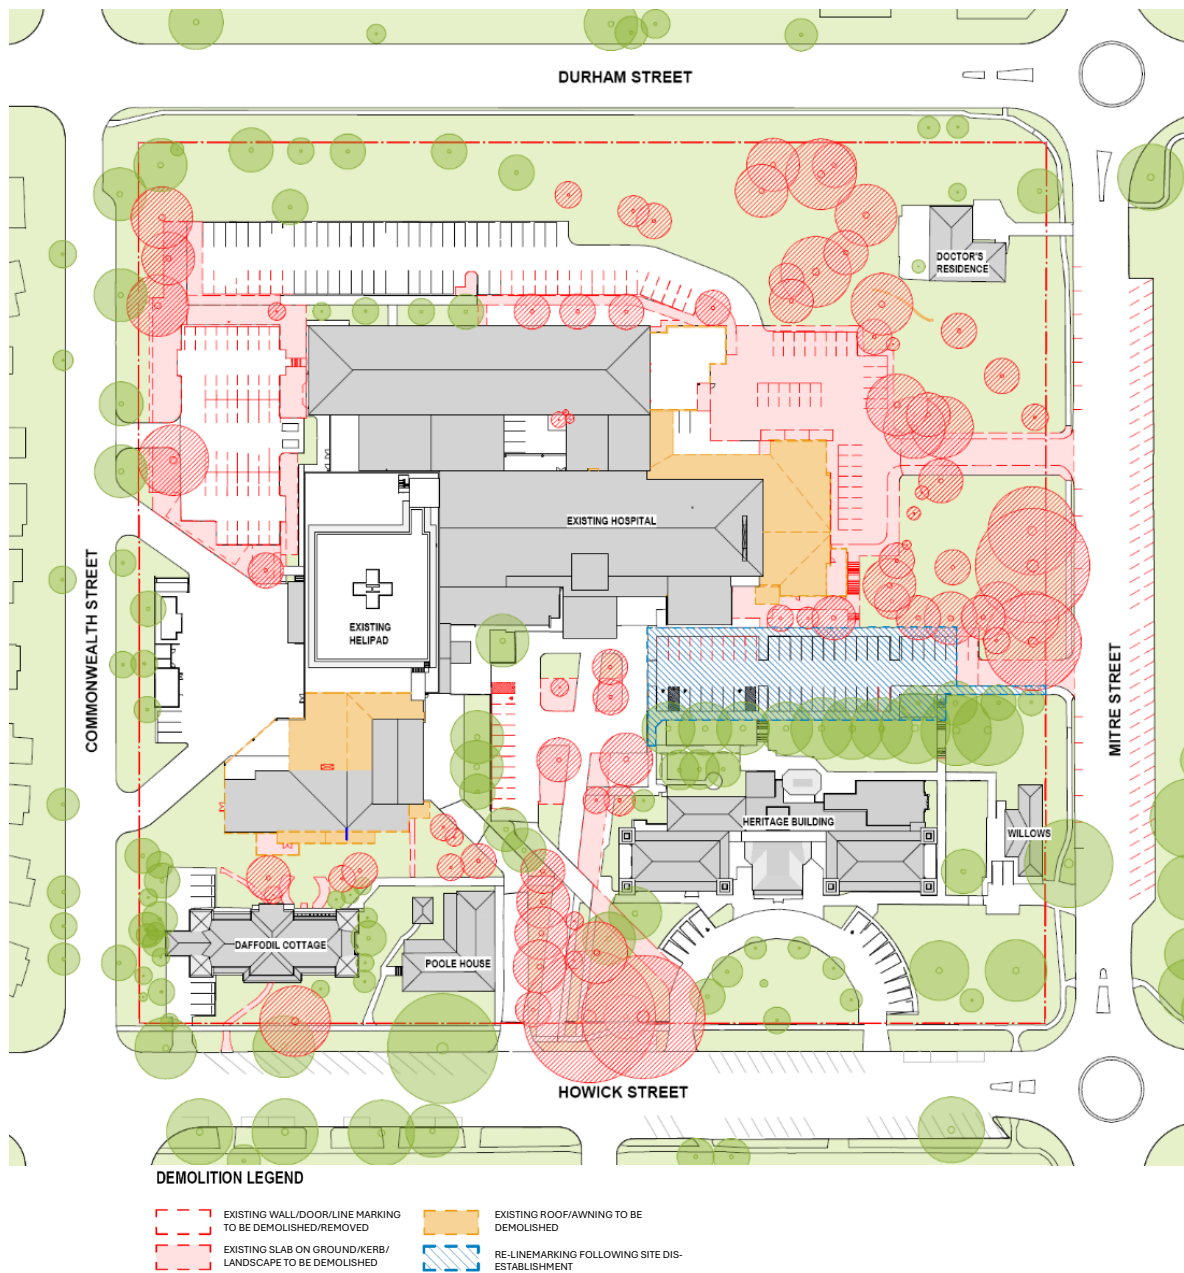 DURHAM STREET
DOCTOR'S
RESIDENCE
EXISTING HOSPITAL
EXISTING
HELIPAD
COMMONWEALTH STREET
MITRE STREET
HERITAGE BUILDING
WILLOWS
DAFFODIL COTTAGE
POOLE HOUSE
HOWICK STREET
DEMOLITION LEGEND
EXISTING WALL/DOOR/LINE MARKING
TO BE DEMOLISHED/REMOVED
EXISTING SLAB ON GROUND/KERB/
LANDSCAPE TO BE DEMOLISHED
EXISTING ROOF/AWNING TO BE
DEMOLISHED
RE-LINEMARKING FOLLOWING SITE DIS-
ESTABLISHMENT